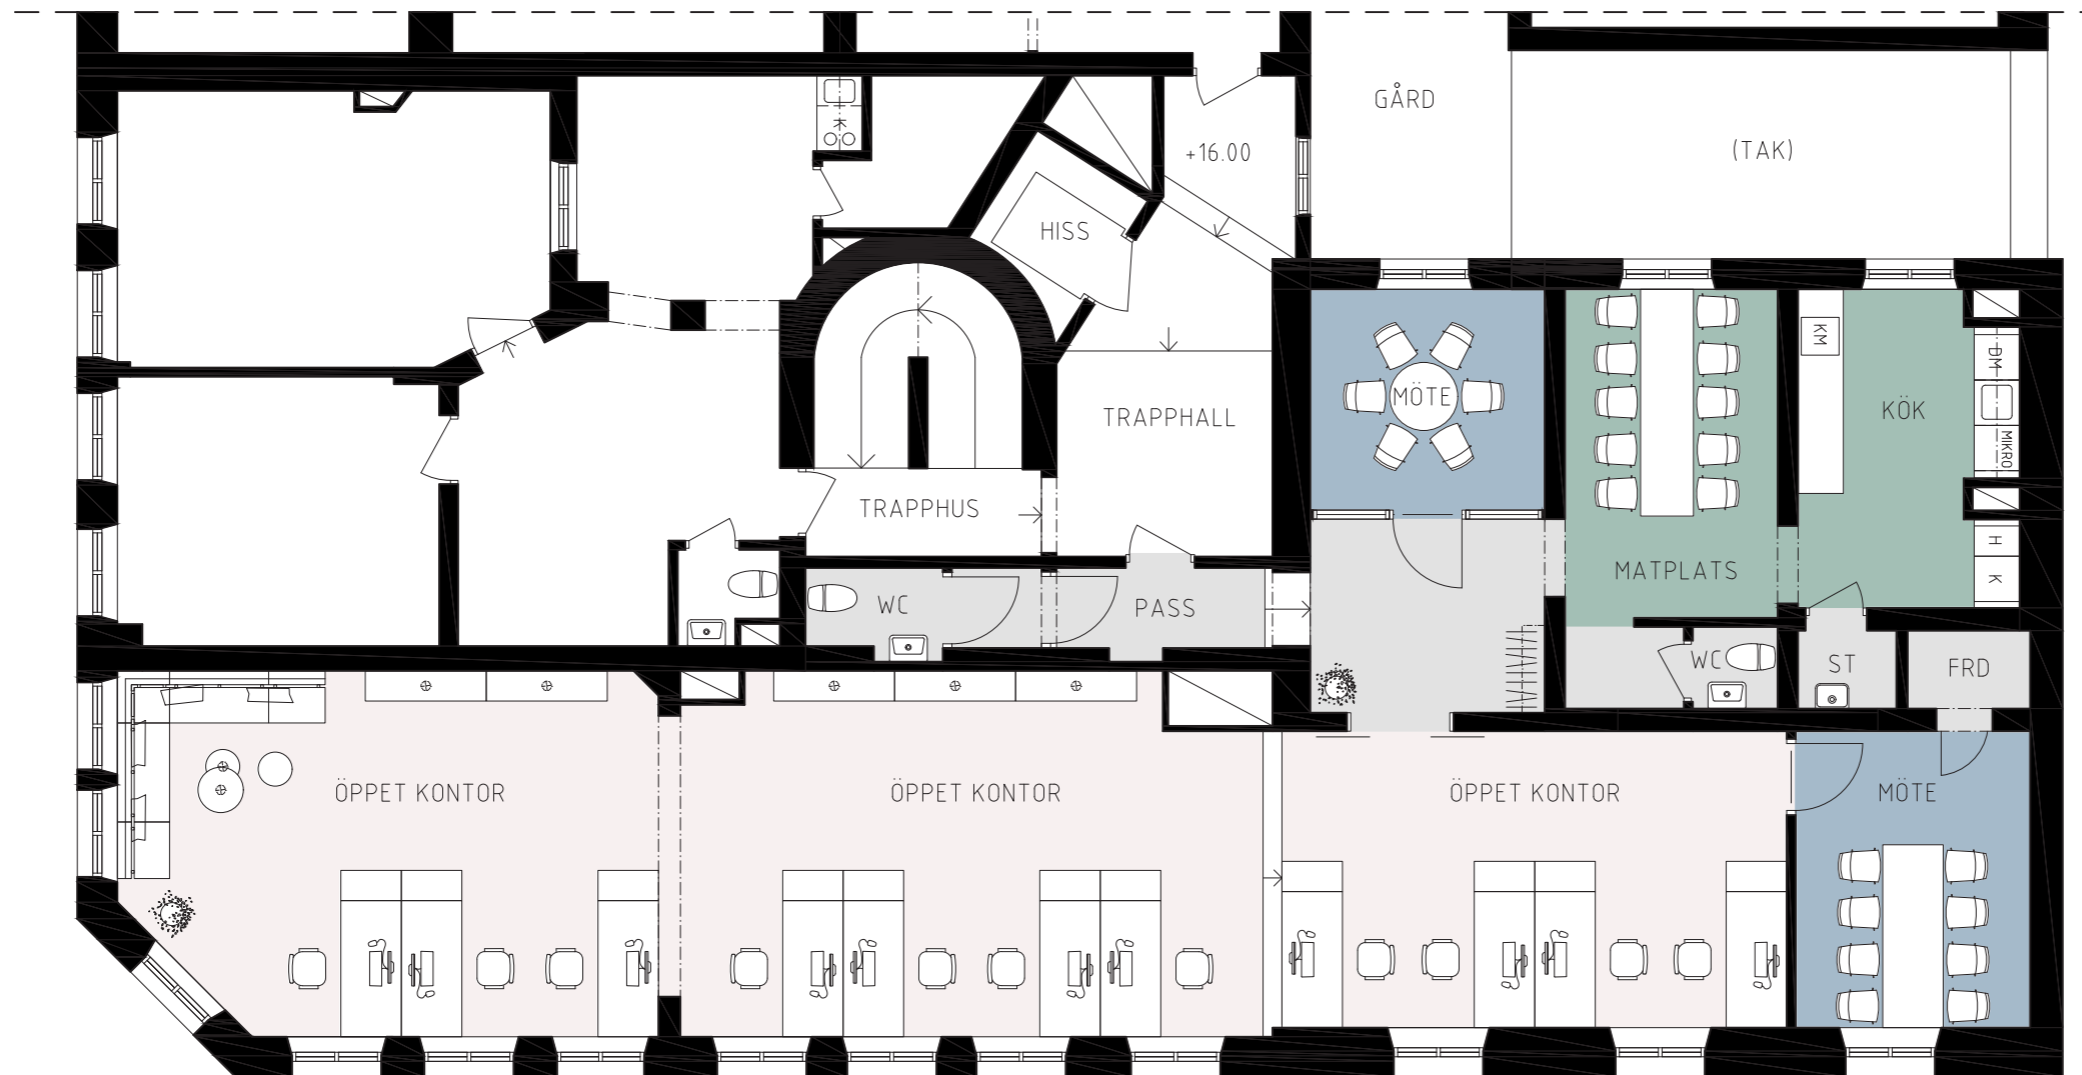 GÅRD
(TAK)
+16.00
HISS
KM
DM
MÖTE
KÖK
TRAPPHALL
MIKRO
TRAPPHUS
H
MATPLATS
K
WC
PASS
WC
ST
FRD
ÖPPET KONTOR
ÖPPET KONTOR
ÖPPET KONTOR
MÖTE
K